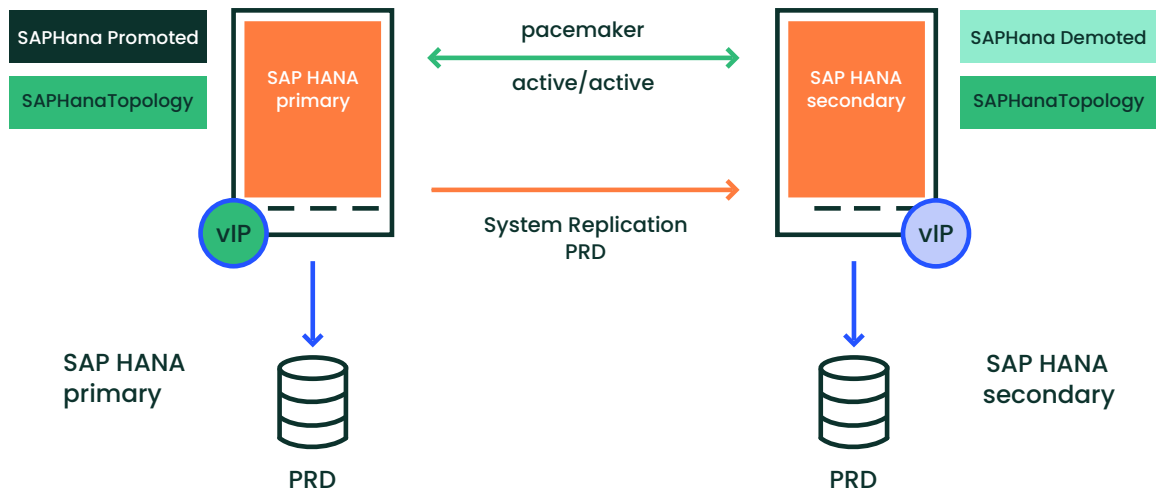 SAPHana Promoted
SAPHanaTopology
SAP HANA
primary
pacemaker
active/active
SAP HANA
secondary
SAPHana Demoted
SAPHanaTopology
System Replication
PRD
vIP
vIP
SAP HANA
primary
SAP HANA
secondary
PRD
PRD